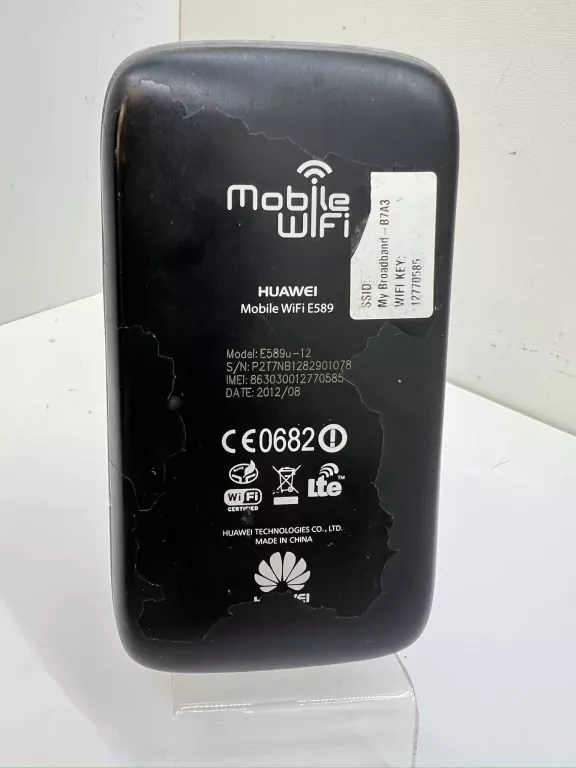 Mobile
WiFi
HUAWEI
Mobile WiFi E589
SSID:
My Broadband - B7A3
WIFI KEY:
12770585
Model: E589u-12
S/N: P2T7NB1282901078
IMEI: 863030012770585
DATE: 2012/08
CE0682
WiFi
CERTIFIED
Lte™
HUAWEI TECHNOLOGIES CO., LTD.
MADE IN CHINA